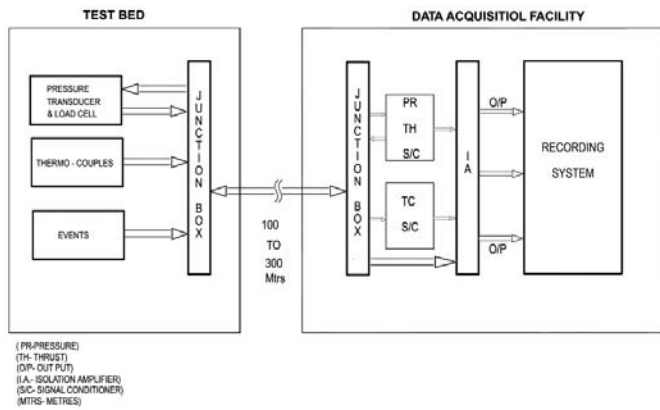 TEST BED
DATA ACQUISITIOL FACILITY
PRESSURE
TRANSDUCER
& LOAD CELL
THERMO - COUPLES
EVENTS
JUNCTION BOX
100
TO
300
Mtrs
JUNCTION BOX
PR
TH
S/C
TC
S/C
IA
O/P
O/P
RECORDING
SYSTEM
( PR-PRESSURE)
(TH- THRUST)
(O/P- OUT PUT)
(I.A.- ISOLATION AMPLIFIER)
(S/C- SIGNAL CONDITIONER)
(MTRS- METRES)